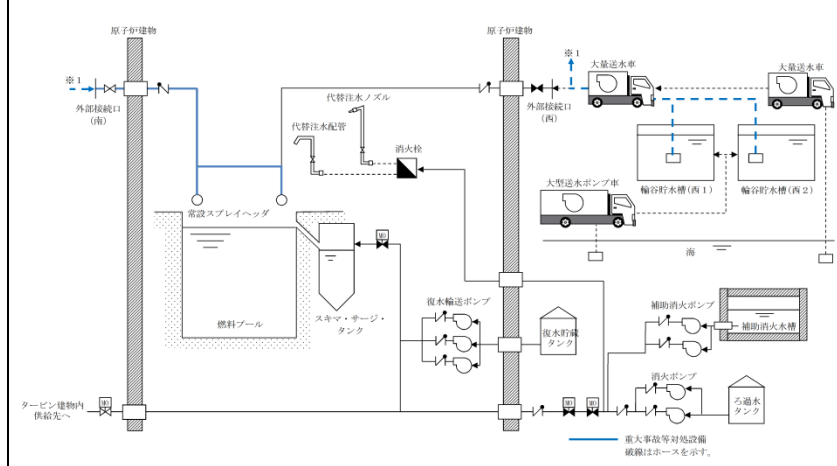 原子炉建物
原子炉建物
※1
※1
大量送水車
大量送水車
外部接続口
(南)
代替注水ノズル
代替注水配管
消火栓
外部接続口
(西)
輪谷貯水槽(西1)
輪谷貯水槽(西2)
大型送水ポンプ車
常設スプレイヘッダ
海
MO
燃料プール
スキマ・サージ・
タンク
復水輸送ポンプ
復水貯蔵
タンク
補助消火ポンプ
補助消火水槽
消火ポンプ
タービン建物内
供給先へ
MO
MO
MO
ろ過水
タンク
重大事故等対処設備
破線はホースを示す。